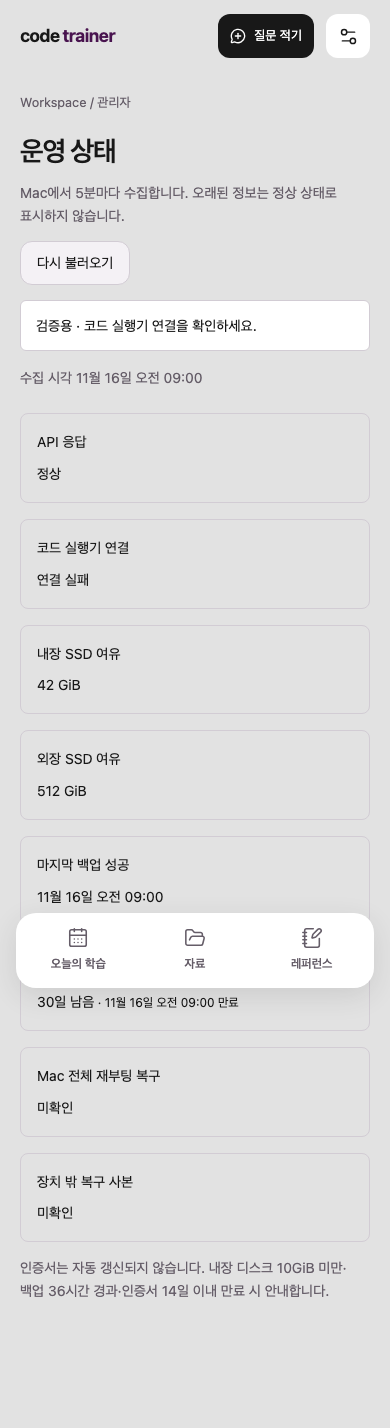 code trainer
질문 적기
Workspace / 관리자
운영 상태
Mac에서 5분마다 수집합니다. 오래된 정보는 정상 상태로
표시하지 않습니다.
다시 불러오기
검증용 · 코드 실행기 연결을 확인하세요.
수집 시각 11월 16일 오전 09:00
API 응답
정상
코드 실행기 연결
연결 실패
내장 SSD 여유
42 GiB
외장 SSD 여유
512 GiB
마지막 백업 성공
11월 16일 오전 09:00
오늘의 학습
자료
레퍼런스
30일 남음 · 11월 16일 오전 09:00 만료
Mac 전체 재부팅 복구
미확인
장치 밖 복구 사본
미확인
인증서는 자동 갱신되지 않습니다. 내장 디스크 10GiB 미만·
백업 36시간 경과·인증서 14일 이내 만료 시 안내합니다.